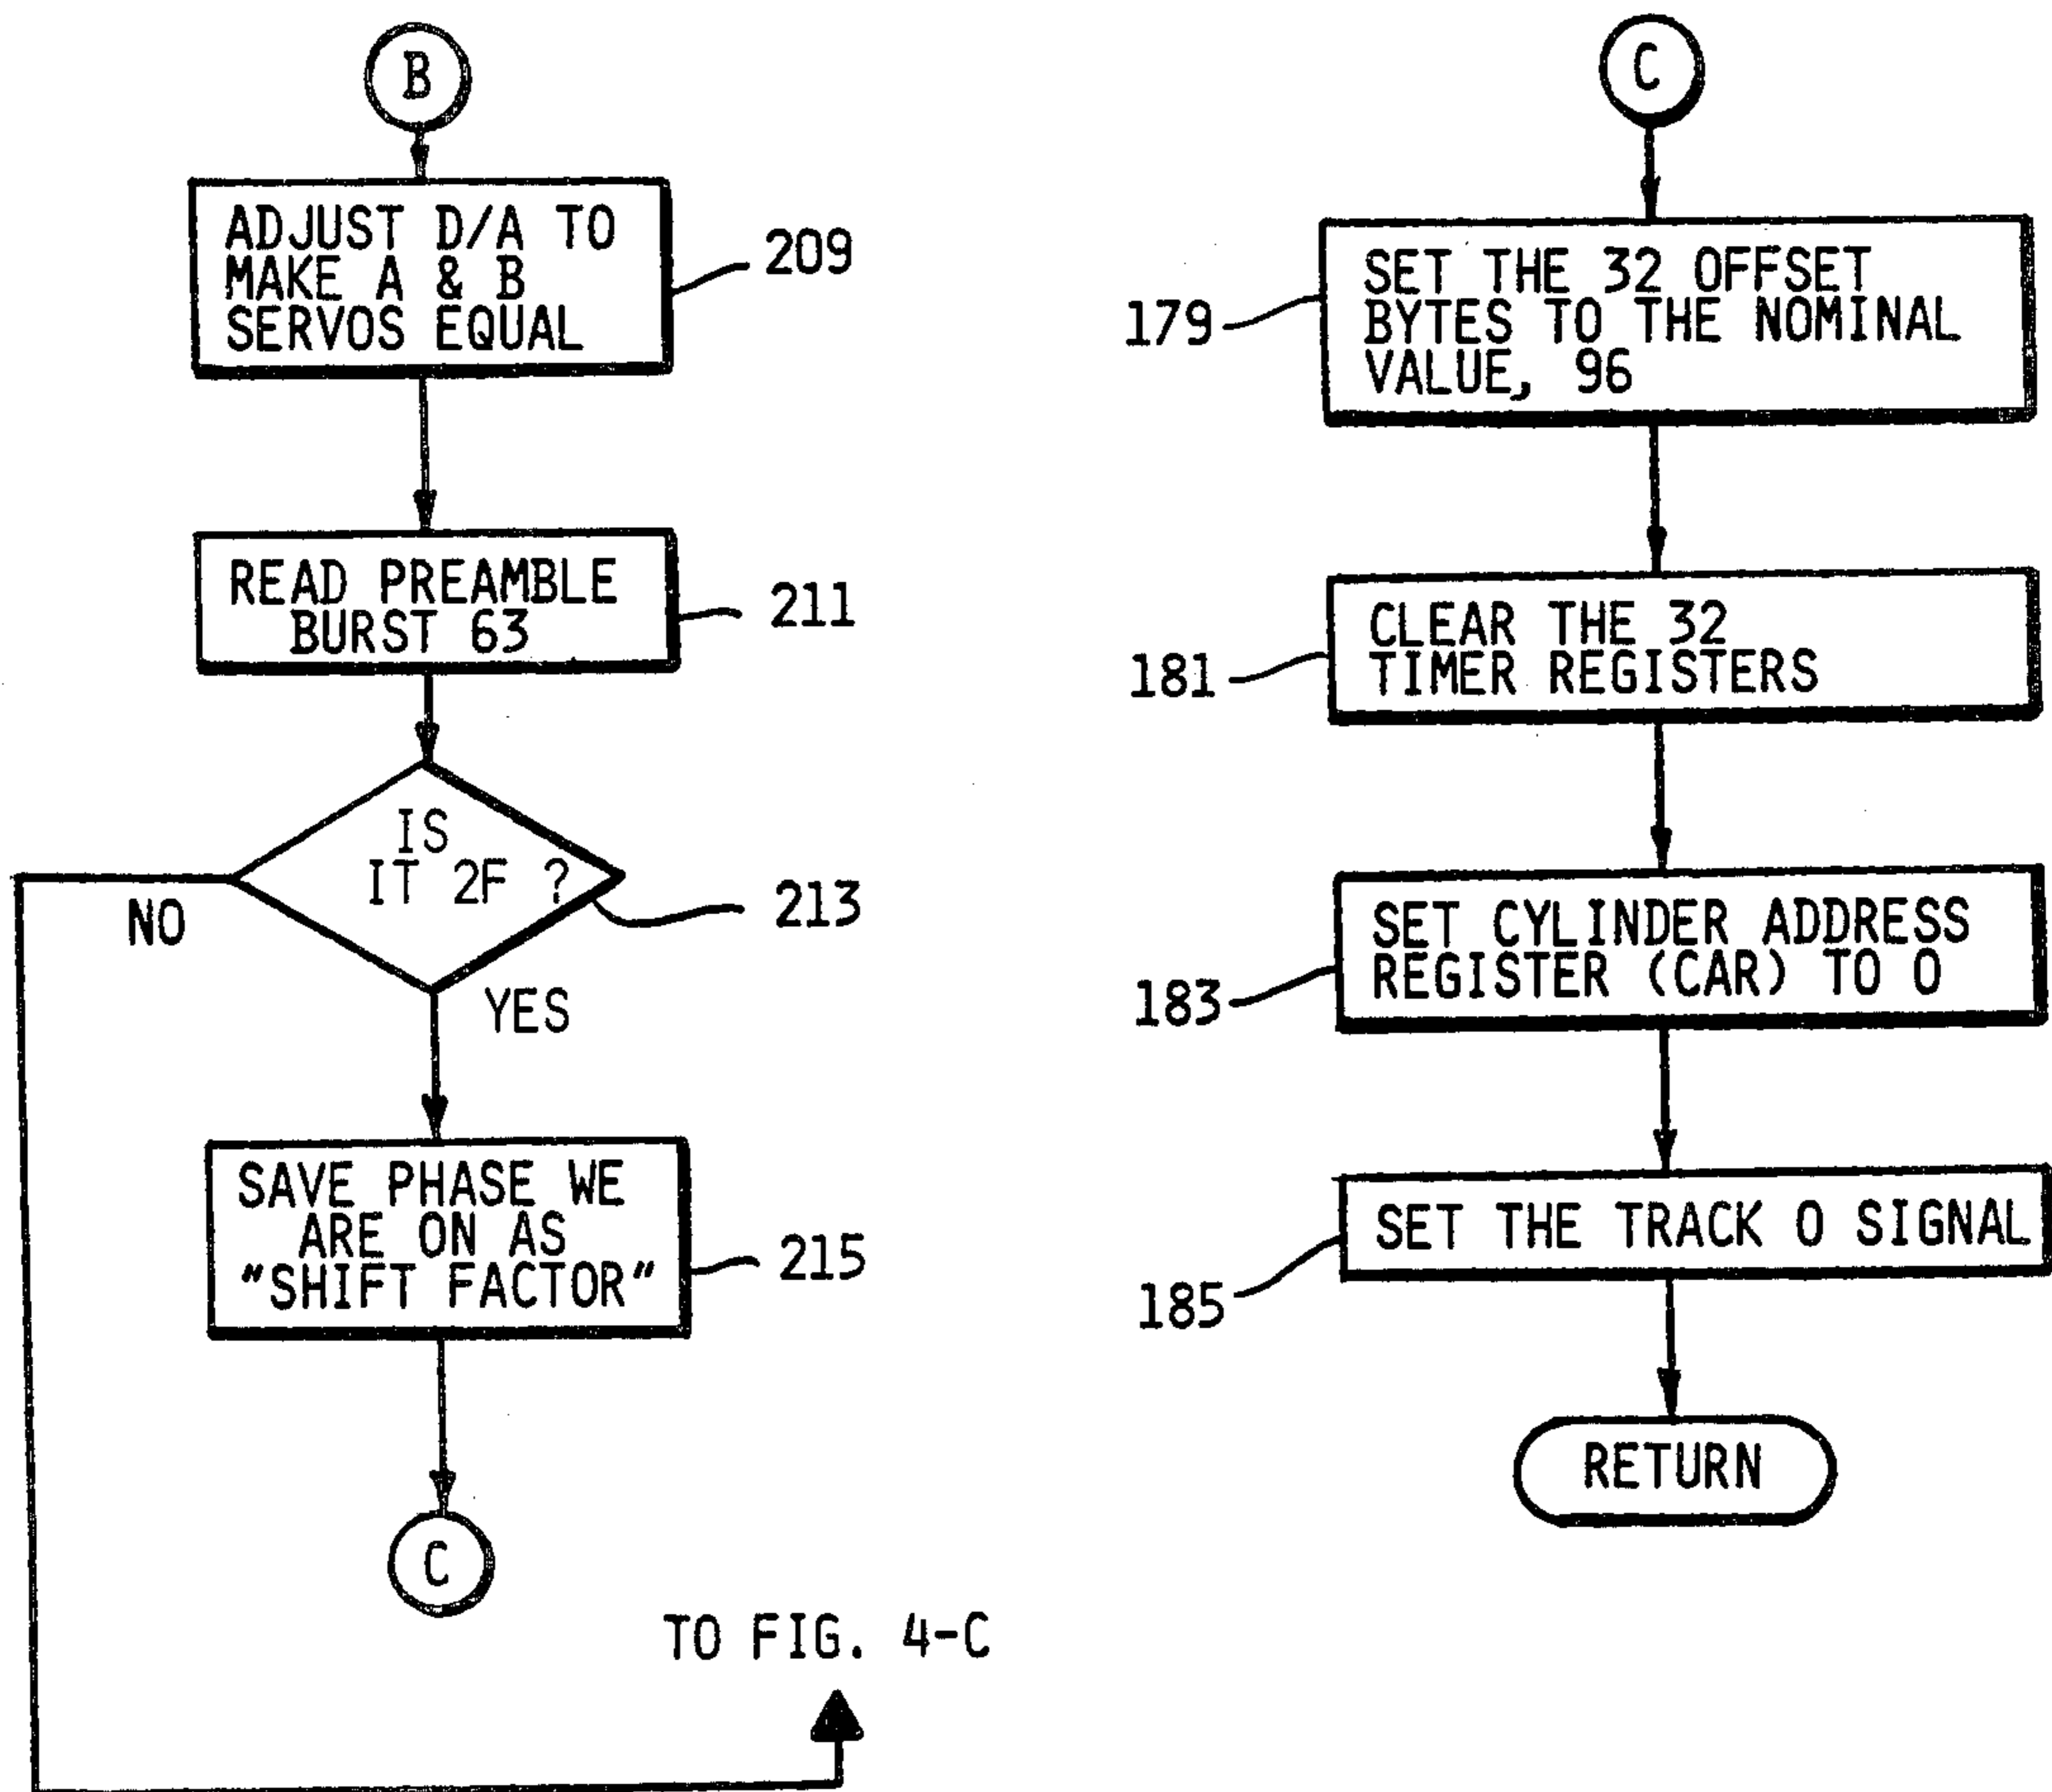 B
ADJUST D/A TO
MAKE A & B
SERVOS EQUAL
209
READ PREAMBLE
BURST 63
211
IS
IT 2F ?
213
NO
YES
SAVE PHASE WE
ARE ON AS
"SHIFT FACTOR"
215
C
TO FIG. 4-C
C
SET THE 32 OFFSET
BYTES TO THE NOMINAL
VALUE, 96
179
CLEAR THE 32
TIMER REGISTERS
181
SET CYLINDER ADDRESS
REGISTER (CAR) TO 0
183
SET THE TRACK 0 SIGNAL
185
RETURN